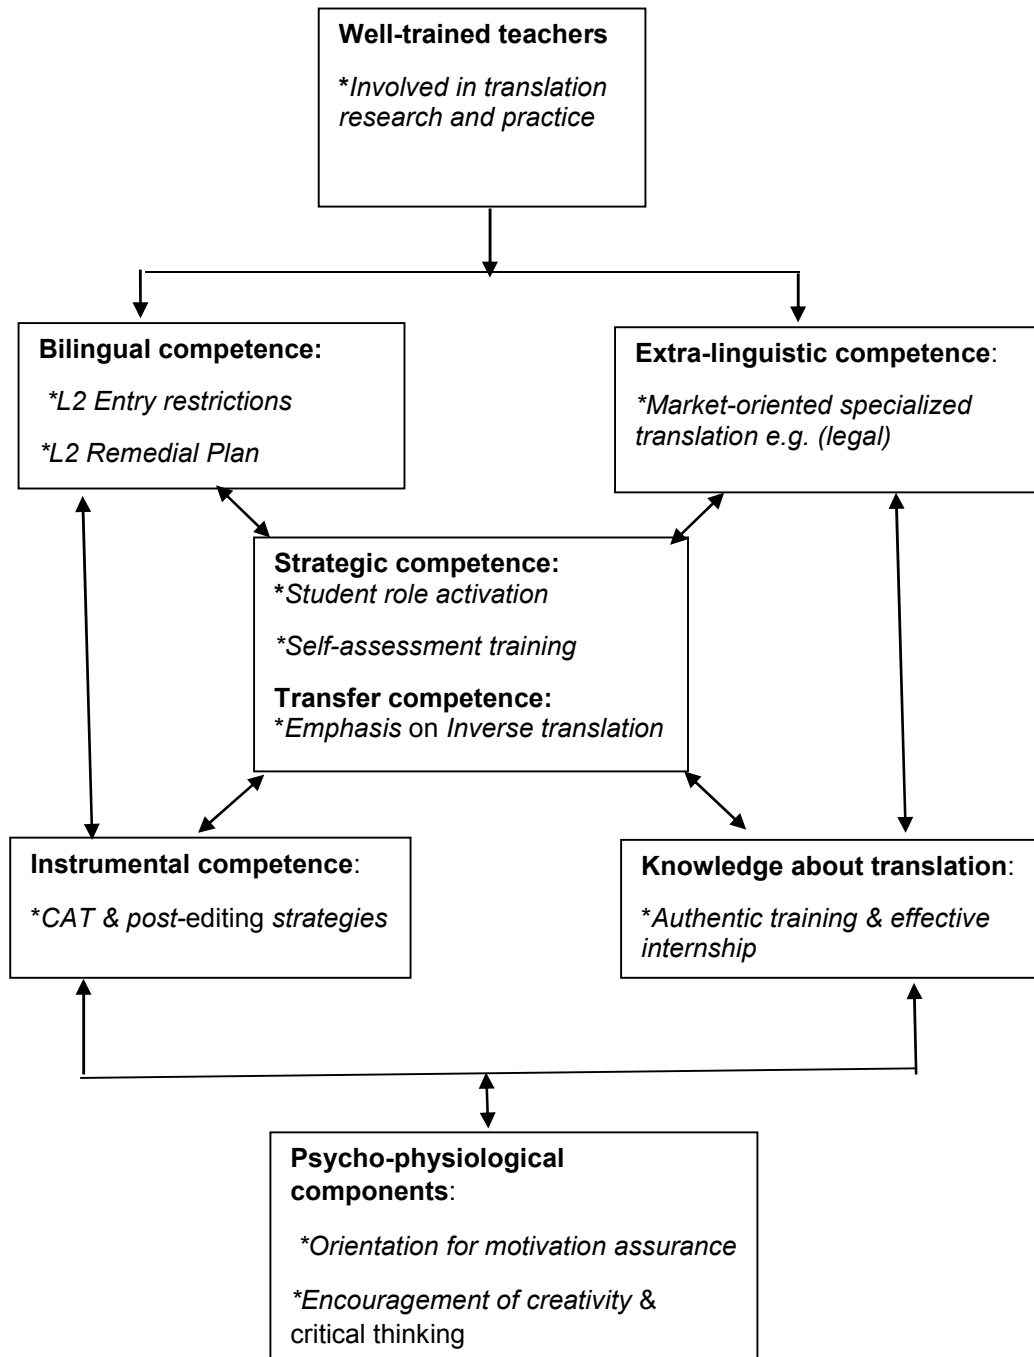 Well-trained teachers
*Involved in translation
research and practice
Bilingual competence:
*L2 Entry restrictions
*L2 Remedial Plan
Extra-linguistic competence:
*Market-oriented specialized
translation e.g. (legal)
Strategic competence:
*Student role activation
*Self-assessment training
Transfer competence:
*Emphasis on Inverse translation
Instrumental competence:
*CAT & post-editing strategies
Knowledge about translation:
*Authentic training & effective
internship
Psycho-physiological
components:
*Orientation for motivation assurance
*Encouragement of creativity &
critical thinking